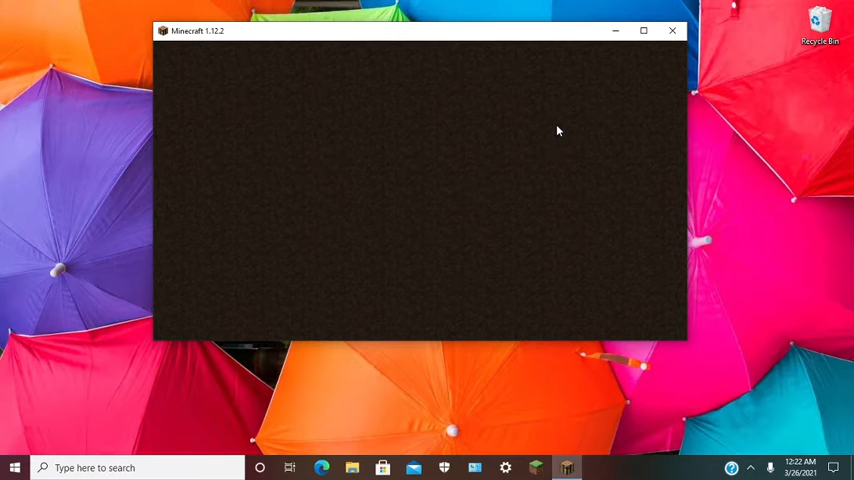 Minecraft 1.12.2
Recycle Bin
Type here to search
12:22 AM
3/26/2021